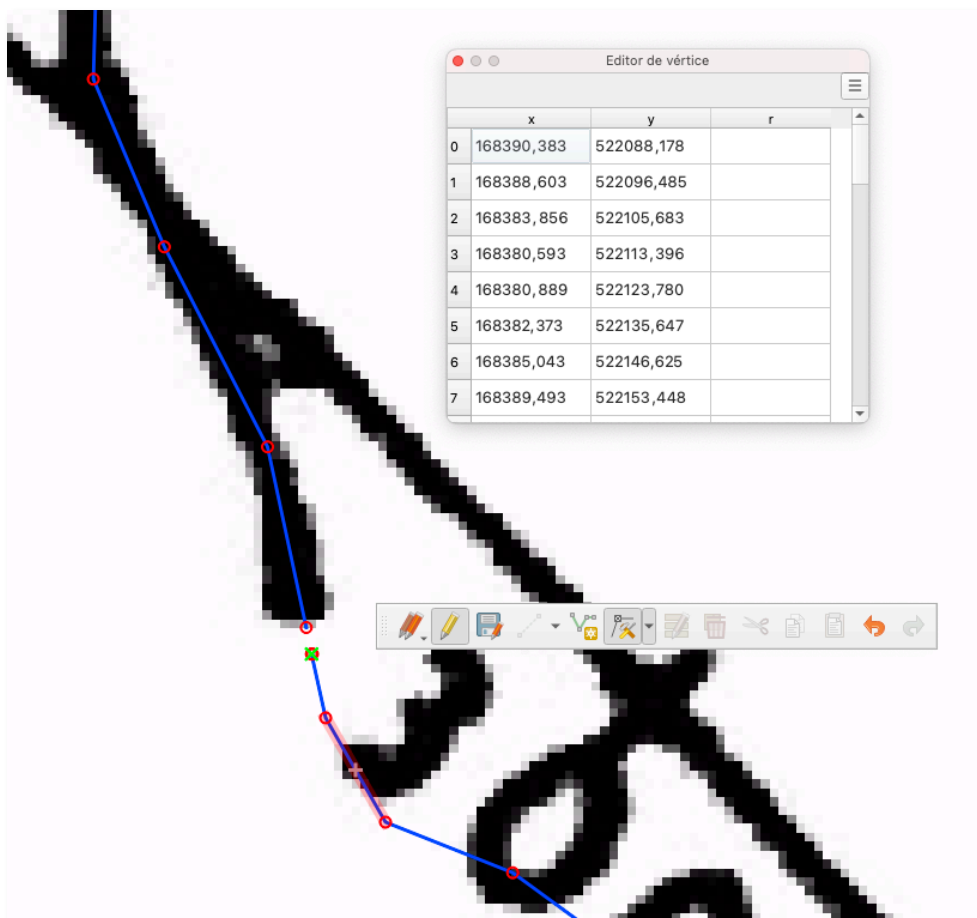 Editor de vértice
x y r
0 168390,383 522088,178
1 168388,603 522096,485
2 168383,856 522105,683
3 168380,593 522113,396
4 168380,889 522123,780
5 168382,373 522135,647
6 168385,043 522146,625
7 168389,493 522153,448